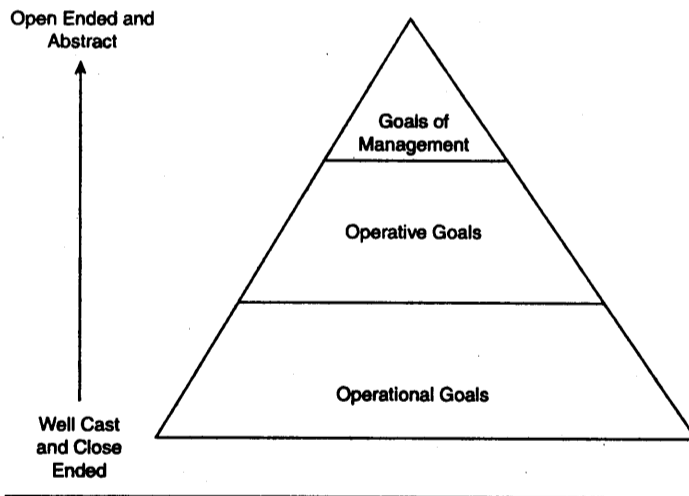 Open Ended and
Abstract
Goals of
Management
Operative Goals
Operational Goals
Well Cast
and Close
Ended